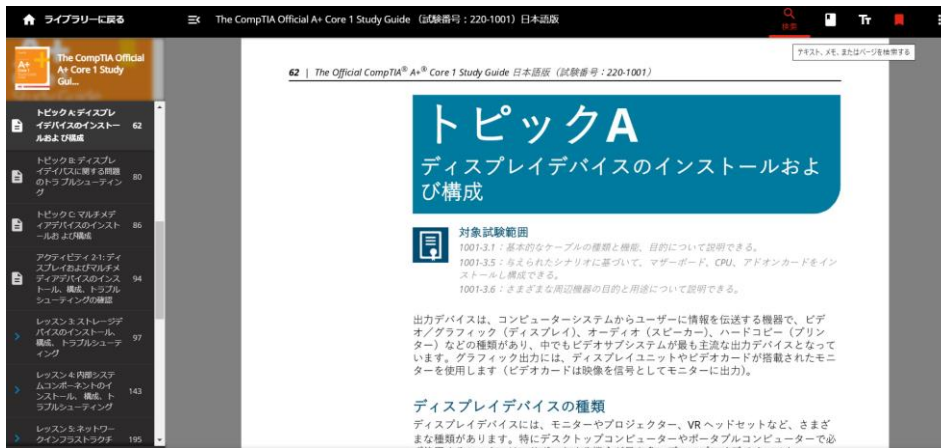 ライブラリーに戻る
The CompTIA Official A+ Core 1 Study Guide（試験番号：220-1001）日本語版
検索
Tт
テキスト、メモ、またはページを検索する
The CompTIA Official
A+ Core 1 Study
Gui...
トピック A: ディスプレ
イデバイスのインストー
ルおよ び構成
62
トピック B: ディスプレ
イデイバスに関する問題
のトラ ブルシューティン
グ
80
トピック C: マルチメデ
ィアデバイスのインスト
ールお よび構成
86
アクティビティ 2-1: ディ
スプレイおよびマルチメ
ディアデバイスのインス
トール、構成、トラブル
シューティングの確認
94
レッスン 3: ストレージデ
バイスのインストール、
構成、トラブルシューテ
ィング
97
レッスン 4: 内部システ
ムコンポーネントのイ
ンストール、構成、ト
ラブルシューティング
143
レッスン 5: ネットワー
クインフラストラクチ
195
62 | The Official CompTIA® A+® Core 1 Study Guide 日本語版（試験番号：220-1001）
トピックA
ディスプレイデバイスのインストールおよ
び構成
対象試験範囲
1001-3.1：基本的なケーブルの種類と機能、目的について説明できる。
1001-3.5：与えられたシナリオに基づいて、マザーボード、CPU、アドオンカードをイン
ストールし構成できる。
1001-3.6：さまざまな周辺機器の目的と用途について説明できる。
出力デバイスは、コンピューターシステムからユーザーに情報を伝送する機器で、ビデ
オ／グラフィック（ディスプレイ）、オーディオ（スピーカー）、ハードコピー（プリン
ター）などの種類があり、中でもビデオサブシステムが最も主流な出力デバイスとなって
います。グラフィック出力には、ディスプレイユニットやビデオカードが搭載されたモニ
ターを使用します（ビデオカードは映像を信号としてモニターに出力）。
ディスプレイデバイスの種類
ディスプレイデバイスには、モニターやプロジェクター、VR ヘッドセットなど、さまざ
まな種類があります。特にデスクトップコンピューターやポータブルコンピューターで必